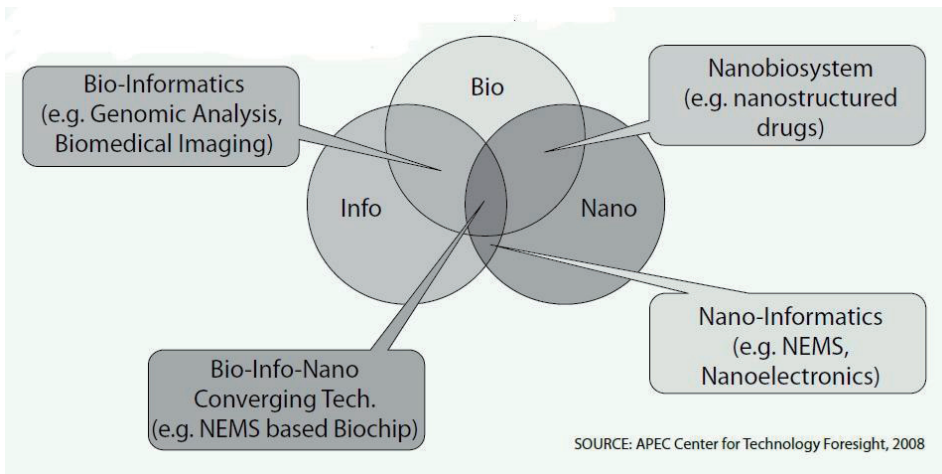 Bio-Informatics
(e.g. Genomic Analysis,
Biomedical Imaging)
Bio
Nanobiosystem
(e.g. nanostructured
drugs)
Info
Nano
Bio-Info-Nano
Converging Tech.
(e.g. NEMS based Biochip)
Nano-Informatics
(e.g. NEMS,
Nanoelectronics)
SOURCE: APEC Center for Technology Foresight, 2008